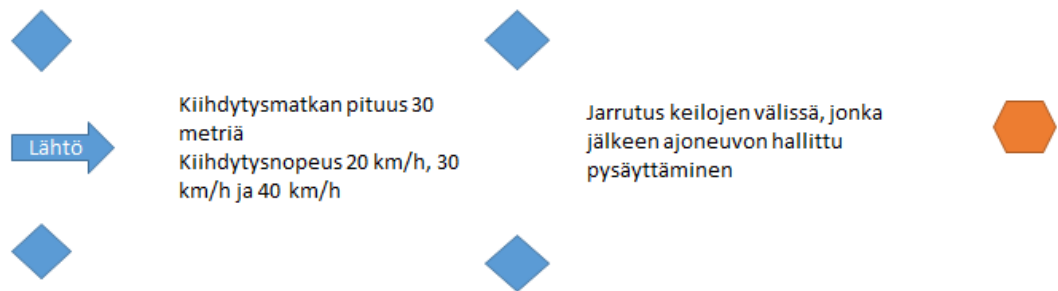 Lähtö
Kiihdytysmatkan pituus 30
metriä
Kiihdytysnopeus 20 km/h, 30
km/h ja 40 km/h
Jarrutus keilojen välissä, jonka
jälkeen ajoneuvon hallittu
pysäyttäminen